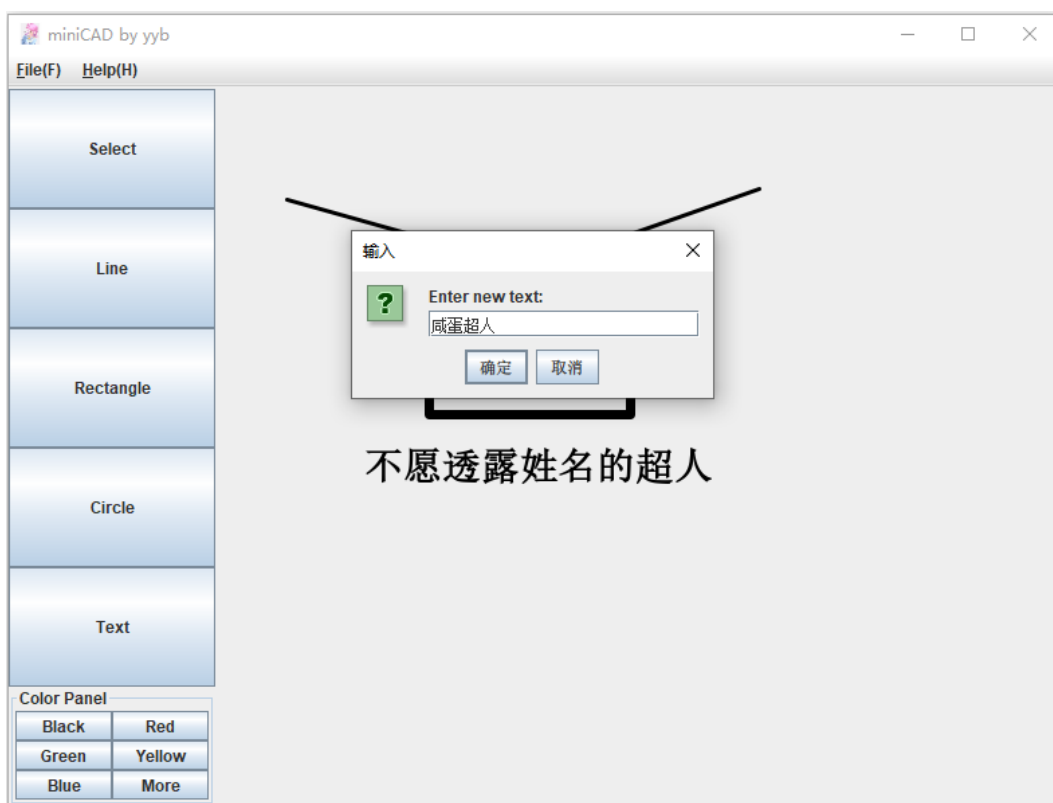 miniCAD by yyb
File(F) Help(H)
Select
Line
Rectangle
Circle
Text
Color Panel
Black Red
Green Yellow
Blue More
输入
?
Enter new text:
咸蛋超人
确定 取消
不愿透露姓名的超人